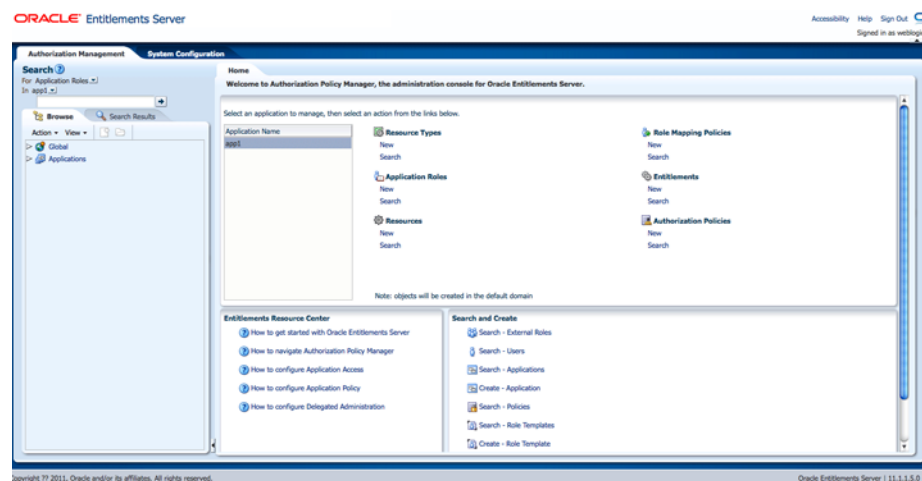 ORACLE® Entitlements Server
Accessibility Help Sign Out
Signed in as weblogi
Authorization Management System Configuration
Search
For Application Roles
In app1
Browse Search Results
Action View
Global
Applications
Home
Welcome to Authorization Policy Manager, the administration console for Oracle Entitlements Server.
Select an application to manage, then select an action from the links below.
Application Name
app1
Resource Types
New
Search
Application Roles
New
Search
Resources
New
Search
Role Mapping Policies
New
Search
Entitlements
New
Search
Authorization Policies
New
Search
Note: objects will be created in the default domain
Entitlements Resource Center
How to get started with Oracle Entitlements Server
How to navigate Authorization Policy Manager
How to configure Application Access
How to configure Application Policy
How to configure Delegated Administration
Search and Create
Search - External Roles
Search - Users
Search - Applications
Create - Application
Search - Policies
Search - Role Templates
Create - Role Template
Copyright ?? 2011, Oracle and/or its affiliates. All rights reserved.
Oracle Entitlements Server | 11.1.1.5.0